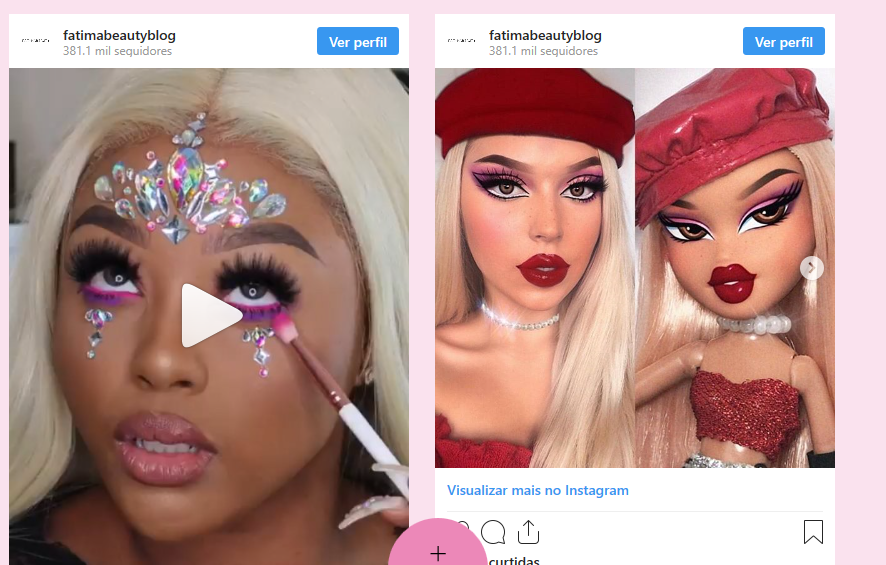 fatimabeautyblog
381.1 mil seguidores
Ver perfil
fatimabeautyblog
381.1 mil seguidores
Ver perfil
Visualizar mais no Instagram
+
curtidas